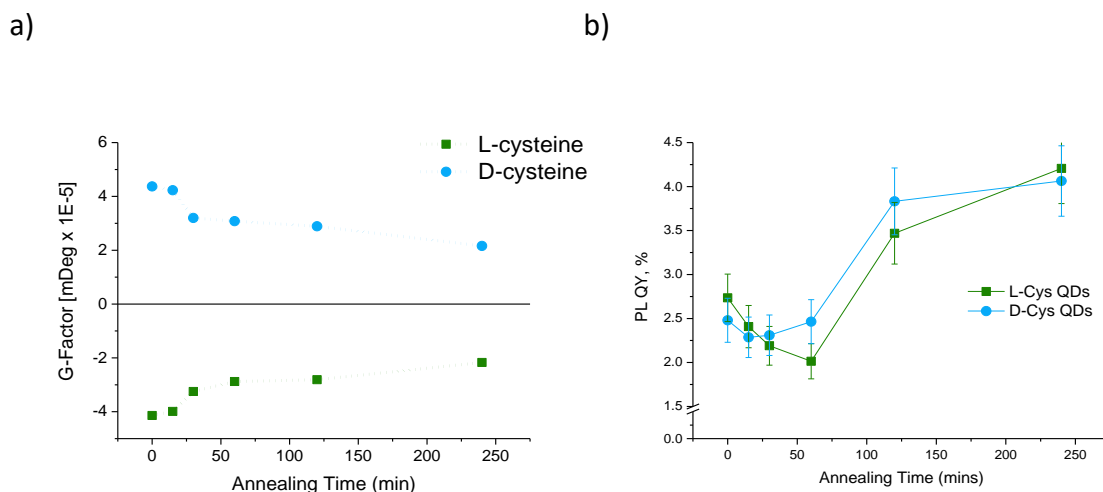 a)
b)
6
4
2
0
-2
-4
G-Factor [mDeg x 1E-5]
L-cysteine
D-cysteine
0 50 100 150 200 250
Annealing Time (min)
4.5
4.0
3.5
3.0
2.5
2.0
1.5
0.0
PL QY, %
L-Cys QDs
D-Cys QDs
0 50 100 150 200 250
Annealing Time (mins)